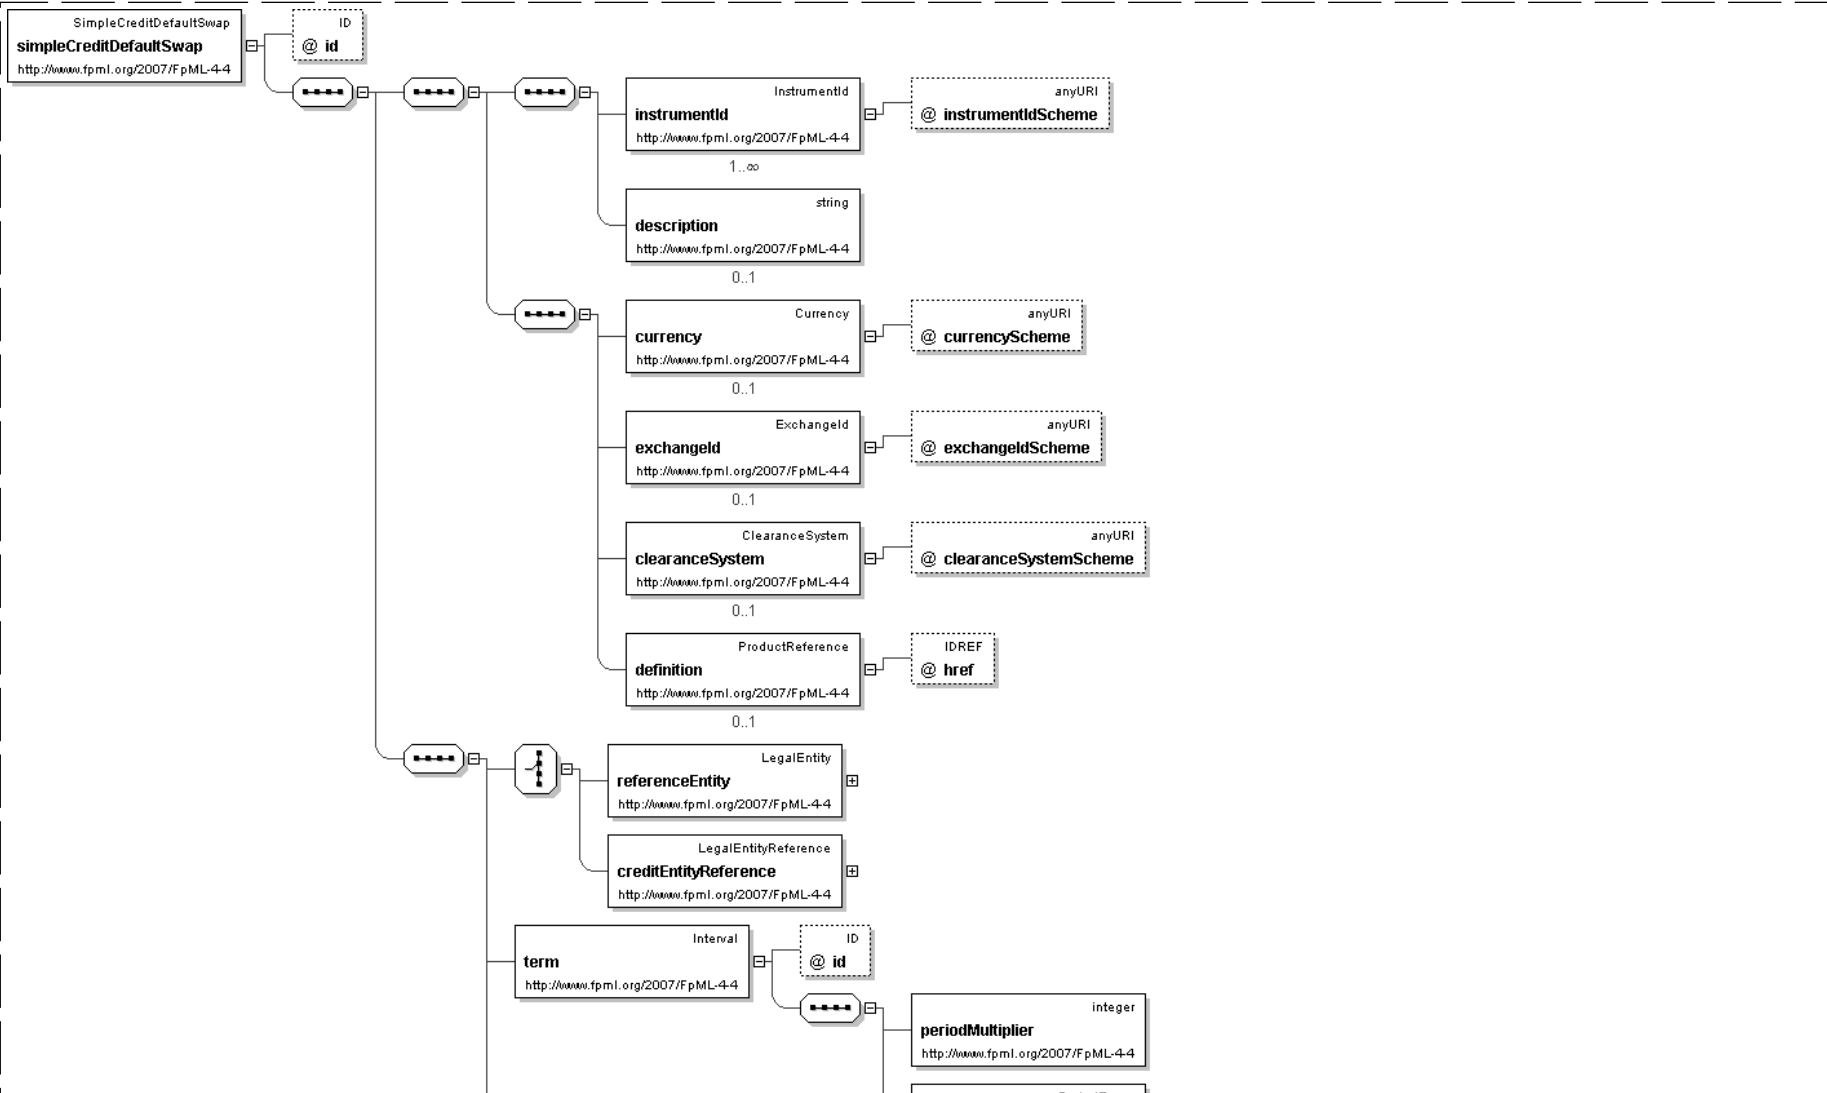 SimpleCreditDefaultSwap
simpleCreditDefaultSwap
http://www.fpml.org/2007/FpML-4-4
ID
@ id
InstrumentId
instrumentId
http://www.fpml.org/2007/FpML-4-4
1..∞
anyURI
@ instrumentIdScheme
string
description
http://www.fpml.org/2007/FpML-4-4
0..1
Currency
currency
http://www.fpml.org/2007/FpML-4-4
0..1
anyURI
@ currencyScheme
ExchangeId
exchangeId
http://www.fpml.org/2007/FpML-4-4
0..1
anyURI
@ exchangeIdScheme
ClearanceSystem
clearanceSystem
http://www.fpml.org/2007/FpML-4-4
0..1
anyURI
@ clearanceSystemScheme
ProductReference
definition
http://www.fpml.org/2007/FpML-4-4
0..1
IDREF
@ href
LegalEntity
referenceEntity
http://www.fpml.org/2007/FpML-4-4
LegalEntityReference
creditEntityReference
http://www.fpml.org/2007/FpML-4-4
Interval
term
http://www.fpml.org/2007/FpML-4-4
ID
@ id
integer
periodMultiplier
http://www.fpml.org/2007/FpML-4-4